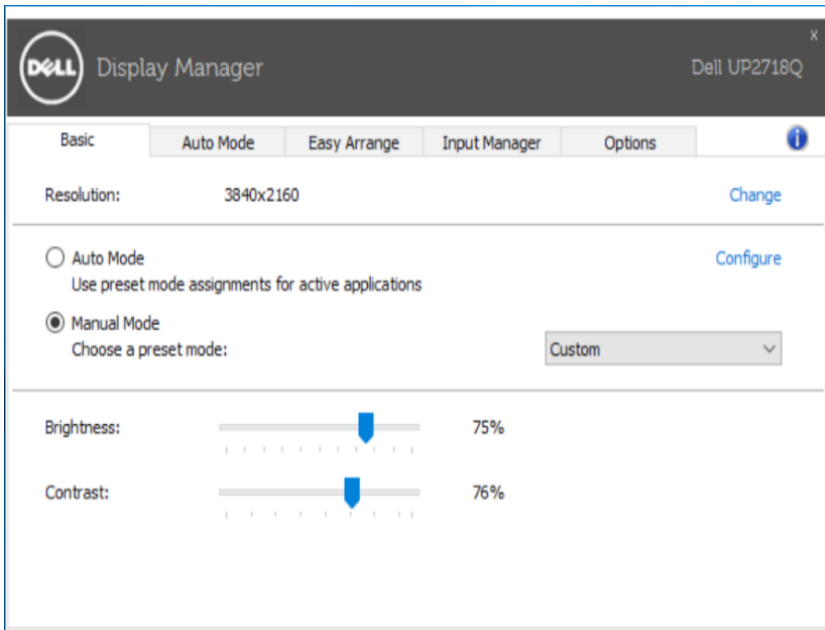 x
DELL Display Manager Dell UP2718Q
Basic Auto Mode Easy Arrange Input Manager Options i
Resolution: 3840x2160 Change
Auto Mode Configure
Use preset mode assignments for active applications
Manual Mode
Choose a preset mode: Custom
Brightness: 75%
Contrast: 76%